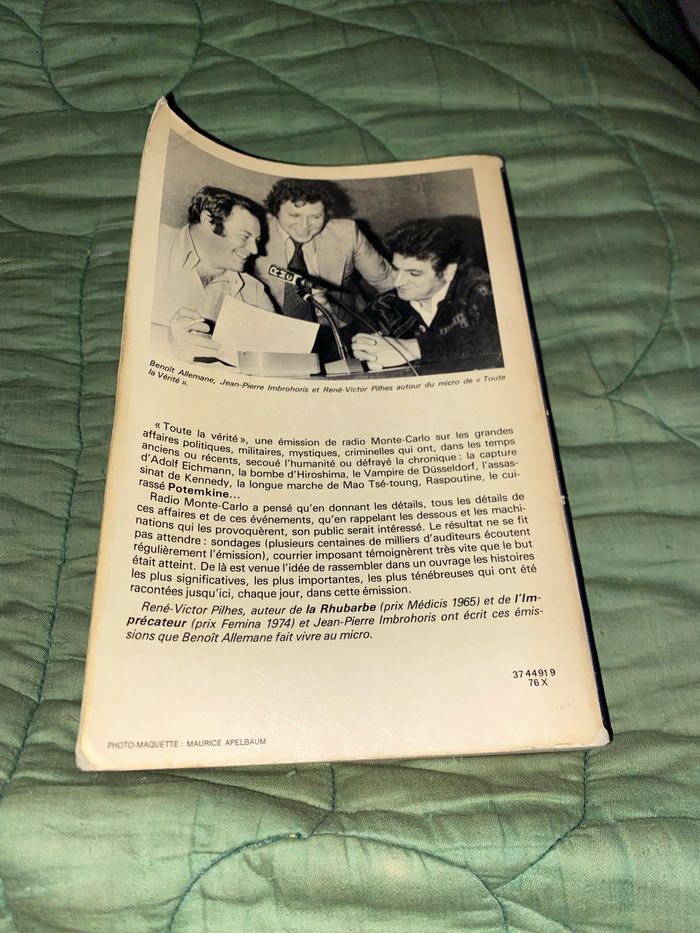 RMC
Benoît Allemane, Jean-Pierre Imbrohoris et René-Victor Pilhes autour du micro de « Toute
la Vérité ».
« Toute la vérité », une émission de radio Monte-Carlo sur les grandes
affaires politiques, militaires, mystiques, criminelles qui ont, dans les temps
anciens ou récents, secoué l'humanité ou défrayé la chronique : la capture
d'Adolf Eichmann, la bombe d'Hiroshima, le Vampire de Düsseldorf, l'assas-
sinat de Kennedy, la longue marche de Mao Tsé-toung, Raspoutine, le cui-
rassé Potemkine...
Radio Monte-Carlo a pensé qu'en donnant les détails, tous les détails de
ces affaires et de ces événements, qu'en rappelant les dessous et les machi-
nations qui les provoquèrent, son public serait intéressé. Le résultat ne se fit
pas attendre : sondages (plusieurs centaines de milliers d'auditeurs écoutent
régulièrement l'émission), courrier imposant témoignèrent très vite que le but
était atteint. De là est venue l'idée de rassembler dans un ouvrage les histoires
les plus significatives, les plus importantes, les plus ténébreuses qui ont été
racontées jusqu'ici, chaque jour, dans cette émission.
René-Victor Pilhes, auteur de la Rhubarbe (prix Médicis 1965) et de l'Im-
précateur (prix Femina 1974) et Jean-Pierre Imbrohoris ont écrit ces émis-
sions que Benoît Allemane fait vivre au micro.
37 4491 9
76 X
PHOTO-MAQUETTE : MAURICE APELBAUM